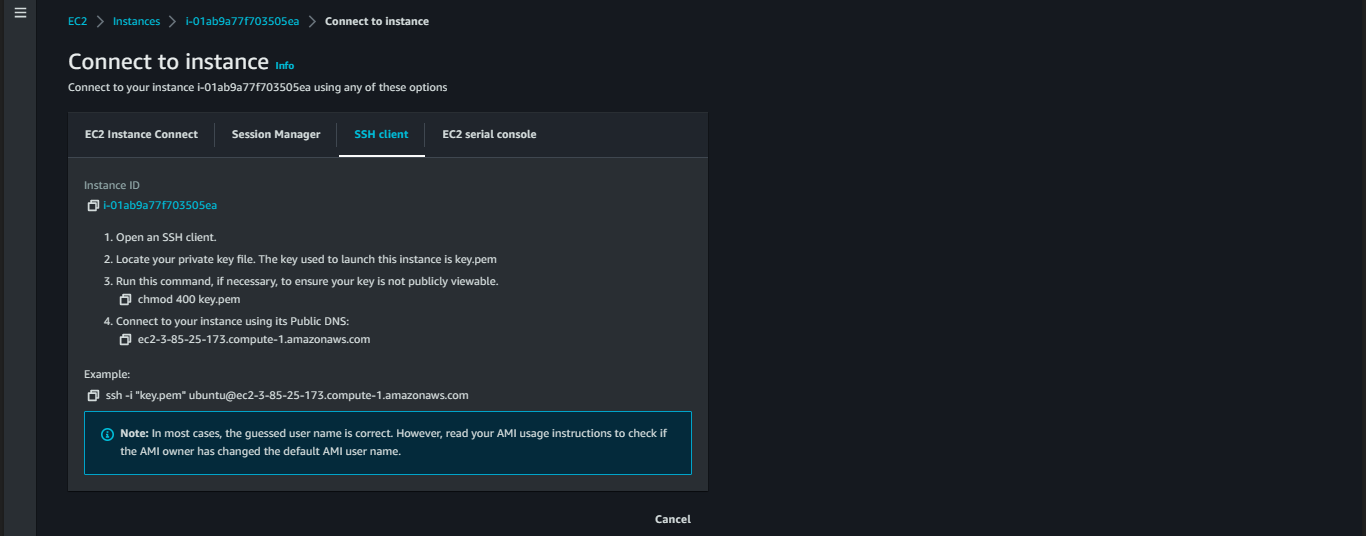 EC2 > Instances > i-01ab9a77f703505ea > Connect to instance
Connect to instance Info
Connect to your instance i-01ab9a77f703505ea using any of these options
EC2 Instance Connect Session Manager SSH client EC2 serial console
Instance ID
i-01ab9a77f703505ea
1. Open an SSH client.
2. Locate your private key file. The key used to launch this instance is key.pem
3. Run this command, if necessary, to ensure your key is not publicly viewable.
chmod 400 key.pem
4. Connect to your instance using its Public DNS:
ec2-3-85-25-173.compute-1.amazonaws.com
Example:
ssh -i "key.pem" ubuntu@ec2-3-85-25-173.compute-1.amazonaws.com
Note: In most cases, the guessed user name is correct. However, read your AMI usage instructions to check if
the AMI owner has changed the default AMI user name.
Cancel